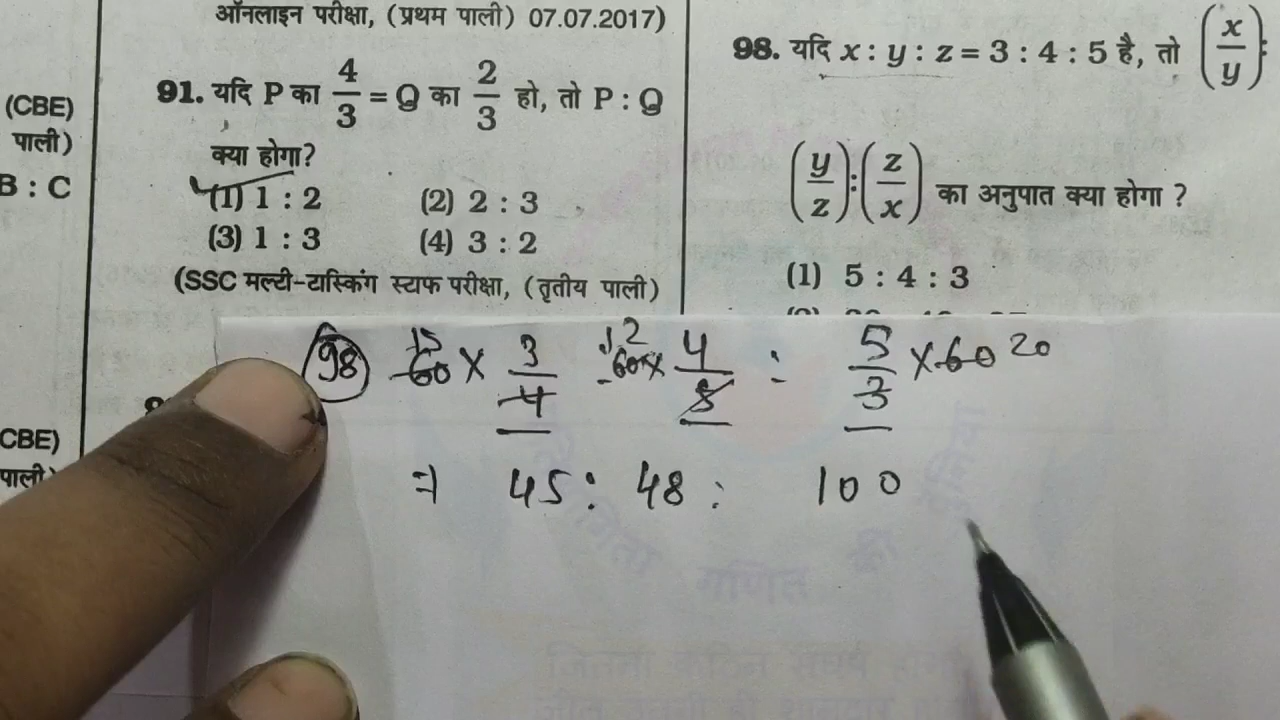 ऑनलाइन परीक्षा, (प्रथम पाली) 07.07.2017)
(CBE)
पाली)
B : C
91. यदि P का 4/3 = Q का 2/3 हो, तो P : Q
क्या होगा?
(1) 1 : 2 (2) 2 : 3
(3) 1 : 3 (4) 3 : 2
(SSC मल्टी-टास्किंग स्टाफ परीक्षा, (तृतीय पाली)
CBE)
पाली)
98. यदि x : y : z = 3 : 4 : 5 है, तो (x/y) :
(y/z) : (z/x) का अनुपात क्या होगा ?
(1) 5 : 4 : 3
98 15 60 × 3/4 : 12 60 × 4/5 : 5/3 × 60 20
⇒ 45 : 48 : 100
गणित